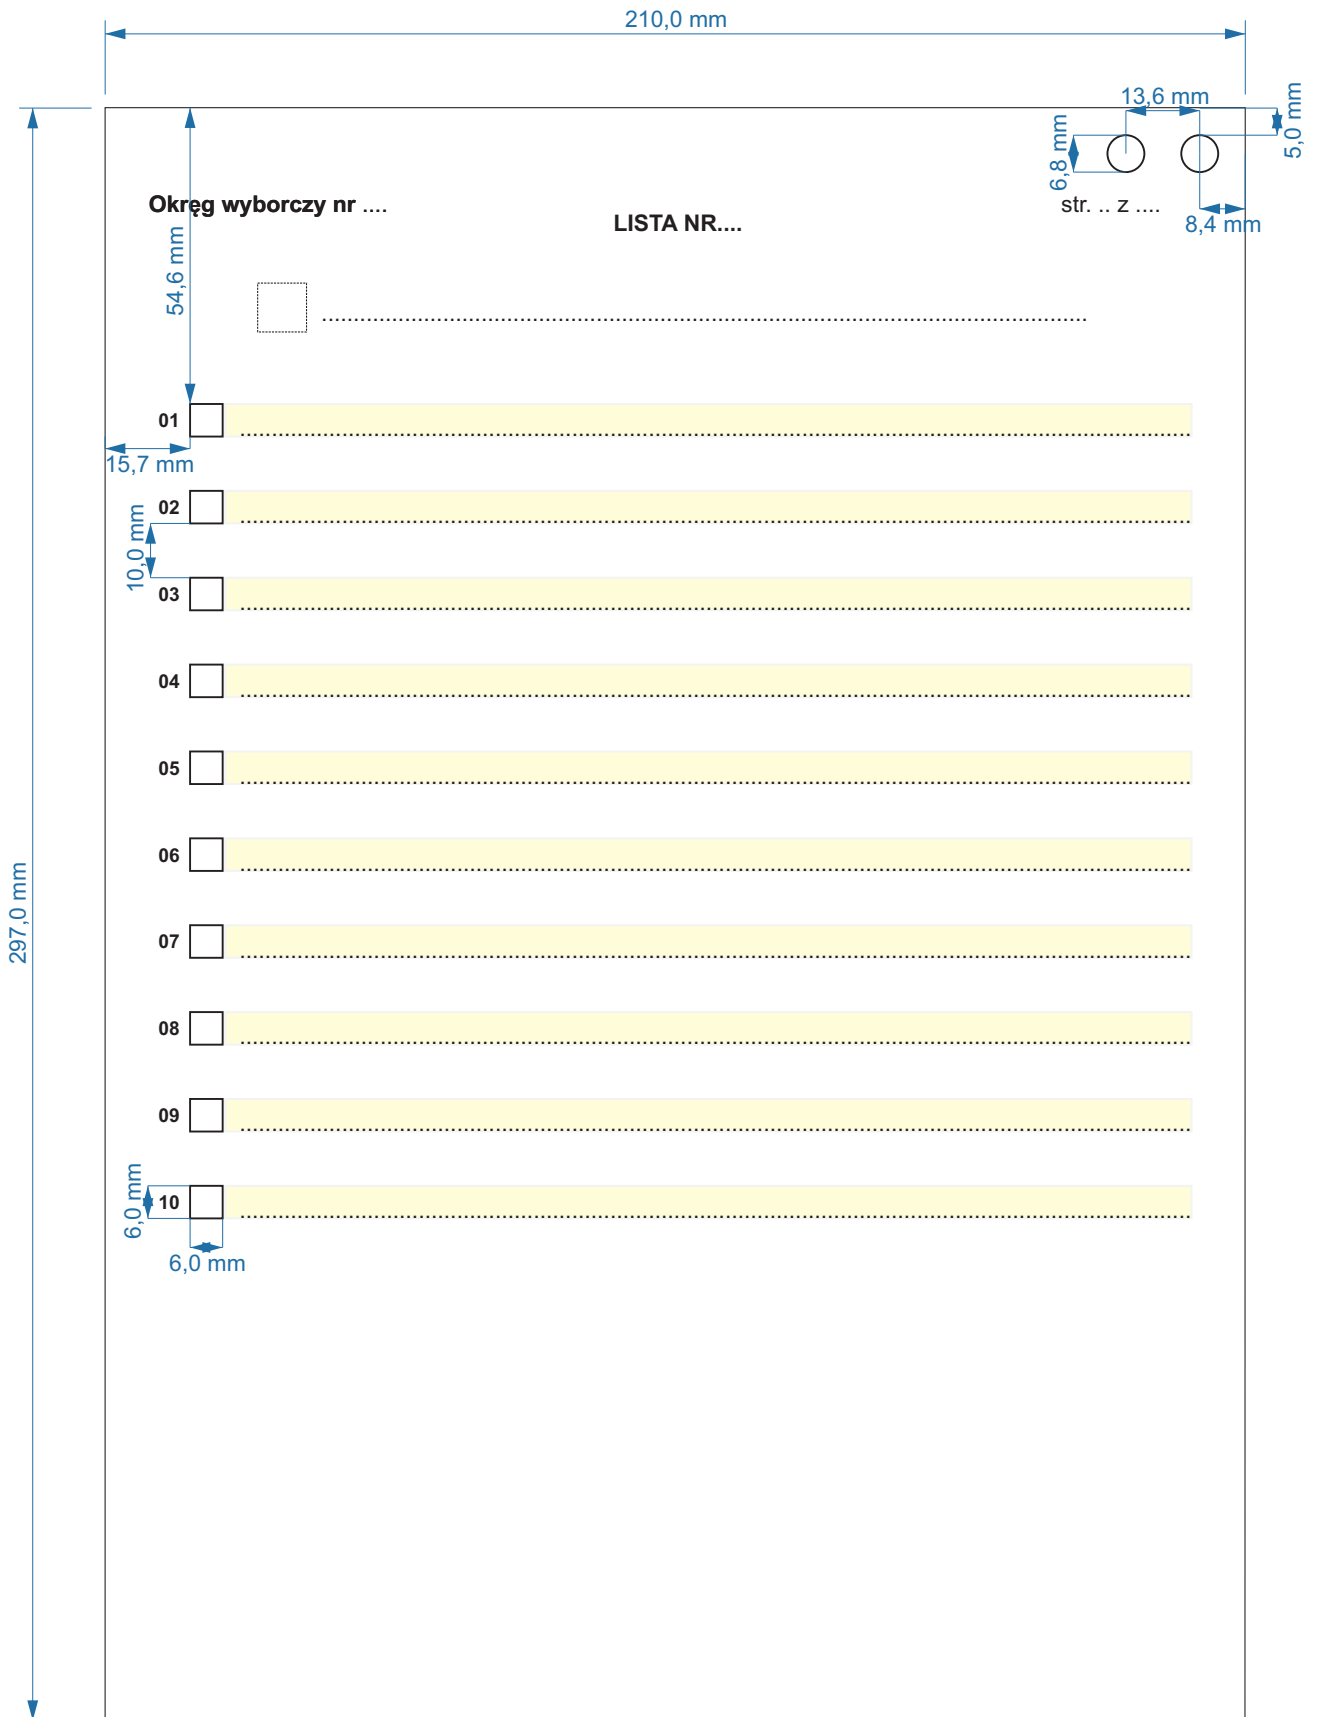 210,0 mm
13,6 mm
5,0 mm
6,8 mm
Okręg wyborczy nr ....
str. .. z ....
LISTA NR....
8,4 mm
54,6 mm
................................................................................................................
01 ................................................................................................................
15,7 mm
02 ................................................................................................................
10,0 mm
03 ................................................................................................................
04 ................................................................................................................
05 ................................................................................................................
06 ................................................................................................................
297,0 mm
07 ................................................................................................................
08 ................................................................................................................
09 ................................................................................................................
6,0 mm
10 ................................................................................................................
6,0 mm